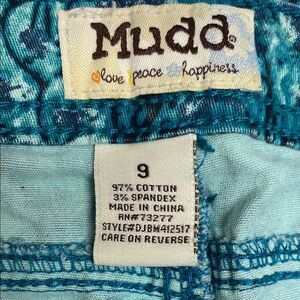 Mudd
love peace happiness
9
97% COTTON
3% SPANDEX
MADE IN CHINA
RN#73277
STYLE#DJBM412517
CARE ON REVERSE